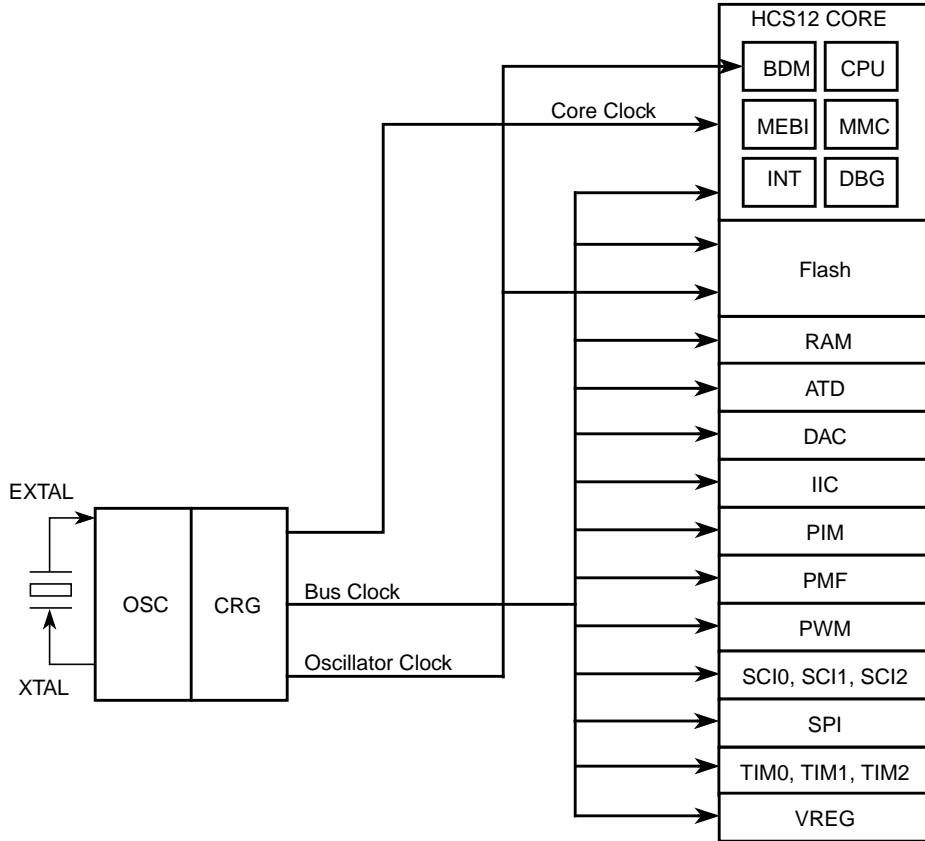 HCS12 CORE
BDM
CPU
Core Clock
MEBI
MMC
INT
DBG
Flash
RAM
ATD
DAC
IIC
EXTAL
PIM
PMF
OSC
CRG
Bus Clock
PWM
Oscillator Clock
SCI0, SCI1, SCI2
XTAL
SPI
TIM0, TIM1, TIM2
VREG